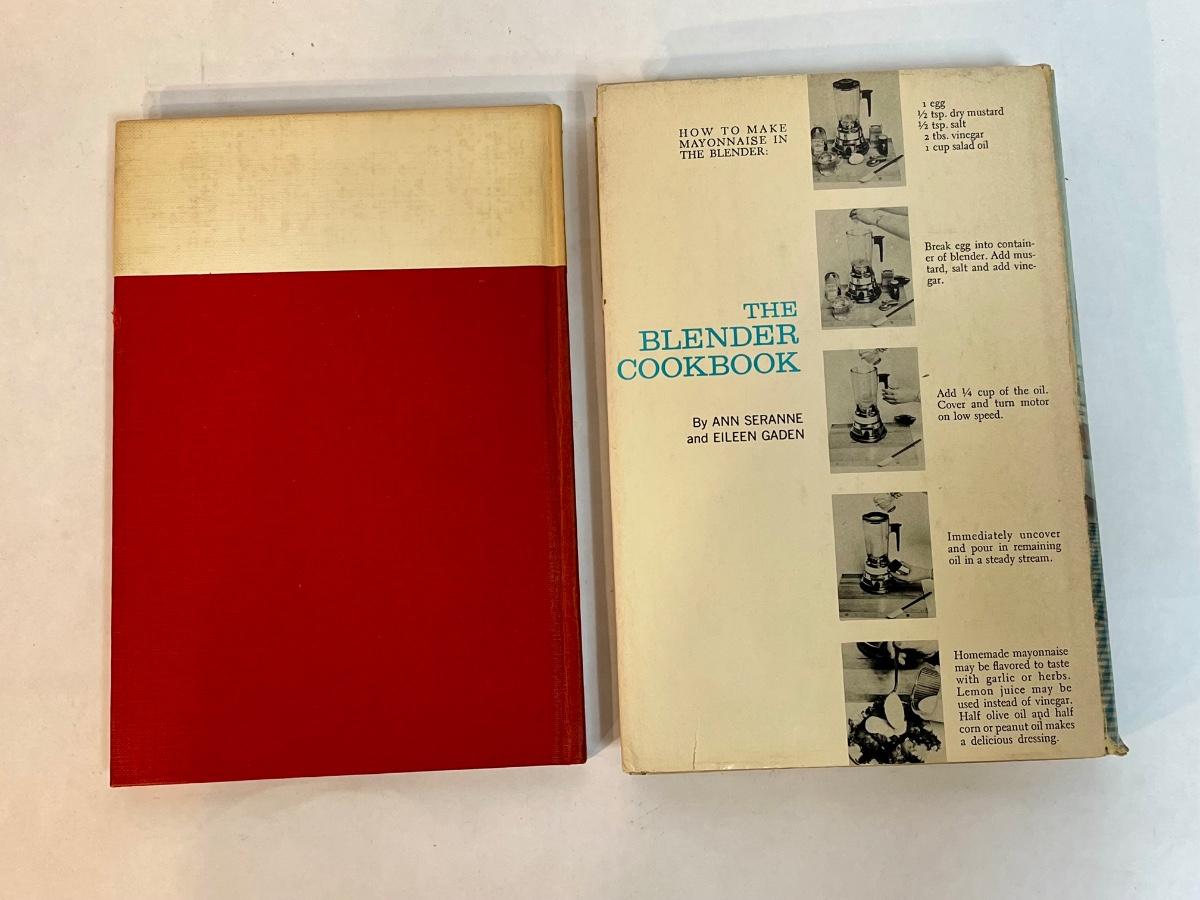 HOW TO MAKE
MAYONNAISE IN
THE BLENDER:
1 egg
½ tsp. dry mustard
½ tsp. salt
2 tbs. vinegar
1 cup salad oil
Break egg into contain-
er of blender. Add mus-
tard, salt and add vine-
gar.
THE
BLENDER
COOKBOOK
By ANN SERANNE
and EILEEN GADEN
Add ¼ cup of the oil.
Cover and turn motor
on low speed.
Immediately uncover
and pour in remaining
oil in a steady stream.
Homemade mayonnaise
may be flavored to taste
with garlic or herbs.
Lemon juice may be
used instead of vinegar.
Half olive oil and half
corn or peanut oil makes
a delicious dressing.